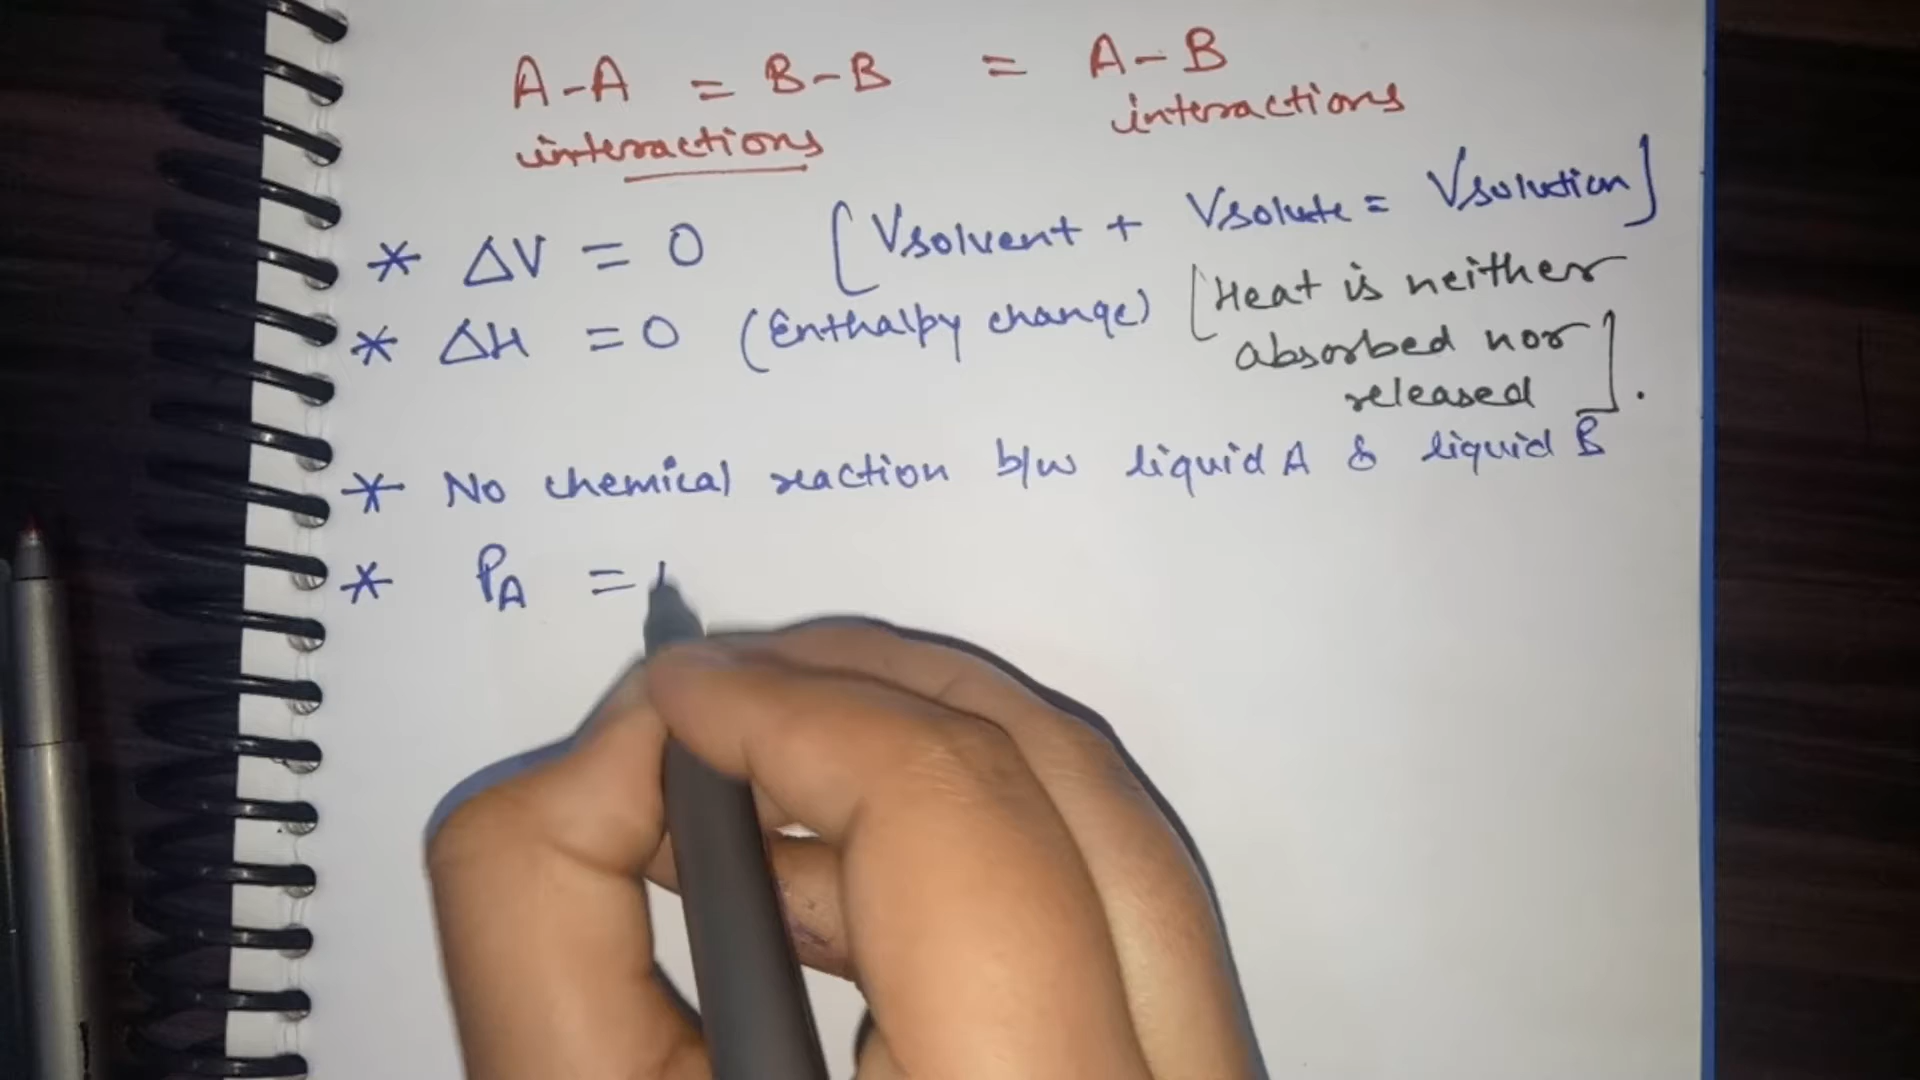 A-A = B-B = A-B
interactions interactions
* ΔV = 0 [Vsolvent + Vsolute = Vsolution]
* ΔH = 0 (Enthalpy change) [Heat is neither
absorbed nor
released].
* No chemical reaction b/w liquid A & liquid B
* PA =